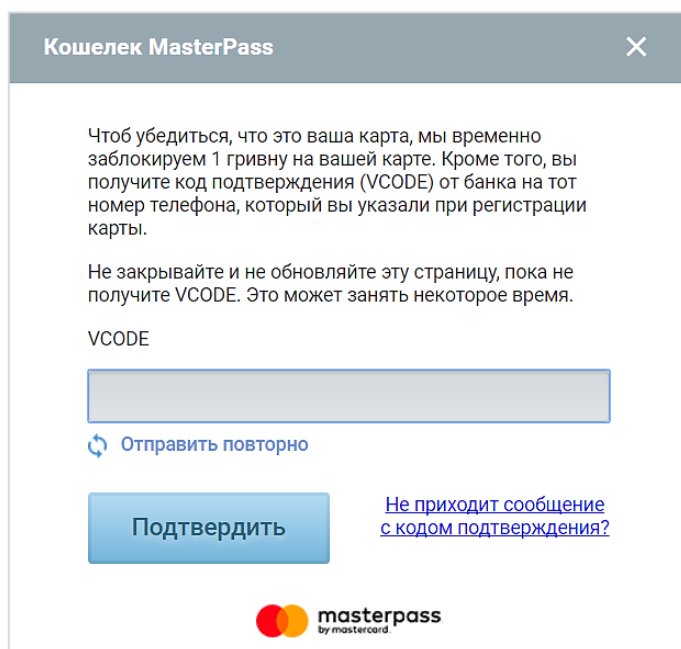 Кошелек MasterPass
Чтоб убедиться, что это ваша карта, мы временно
заблокируем 1 гривну на вашей карте. Кроме того, вы
получите код подтверждения (VCODE) от банка на тот
номер телефона, который вы указали при регистрации
карты.
Не закрывайте и не обновляйте эту страницу, пока не
получите VCODE. Это может занять некоторое время.
VCODE
Отправить повторно
Подтвердить
Не приходит сообщение
с кодом подтверждения?
masterpass
by mastercard.